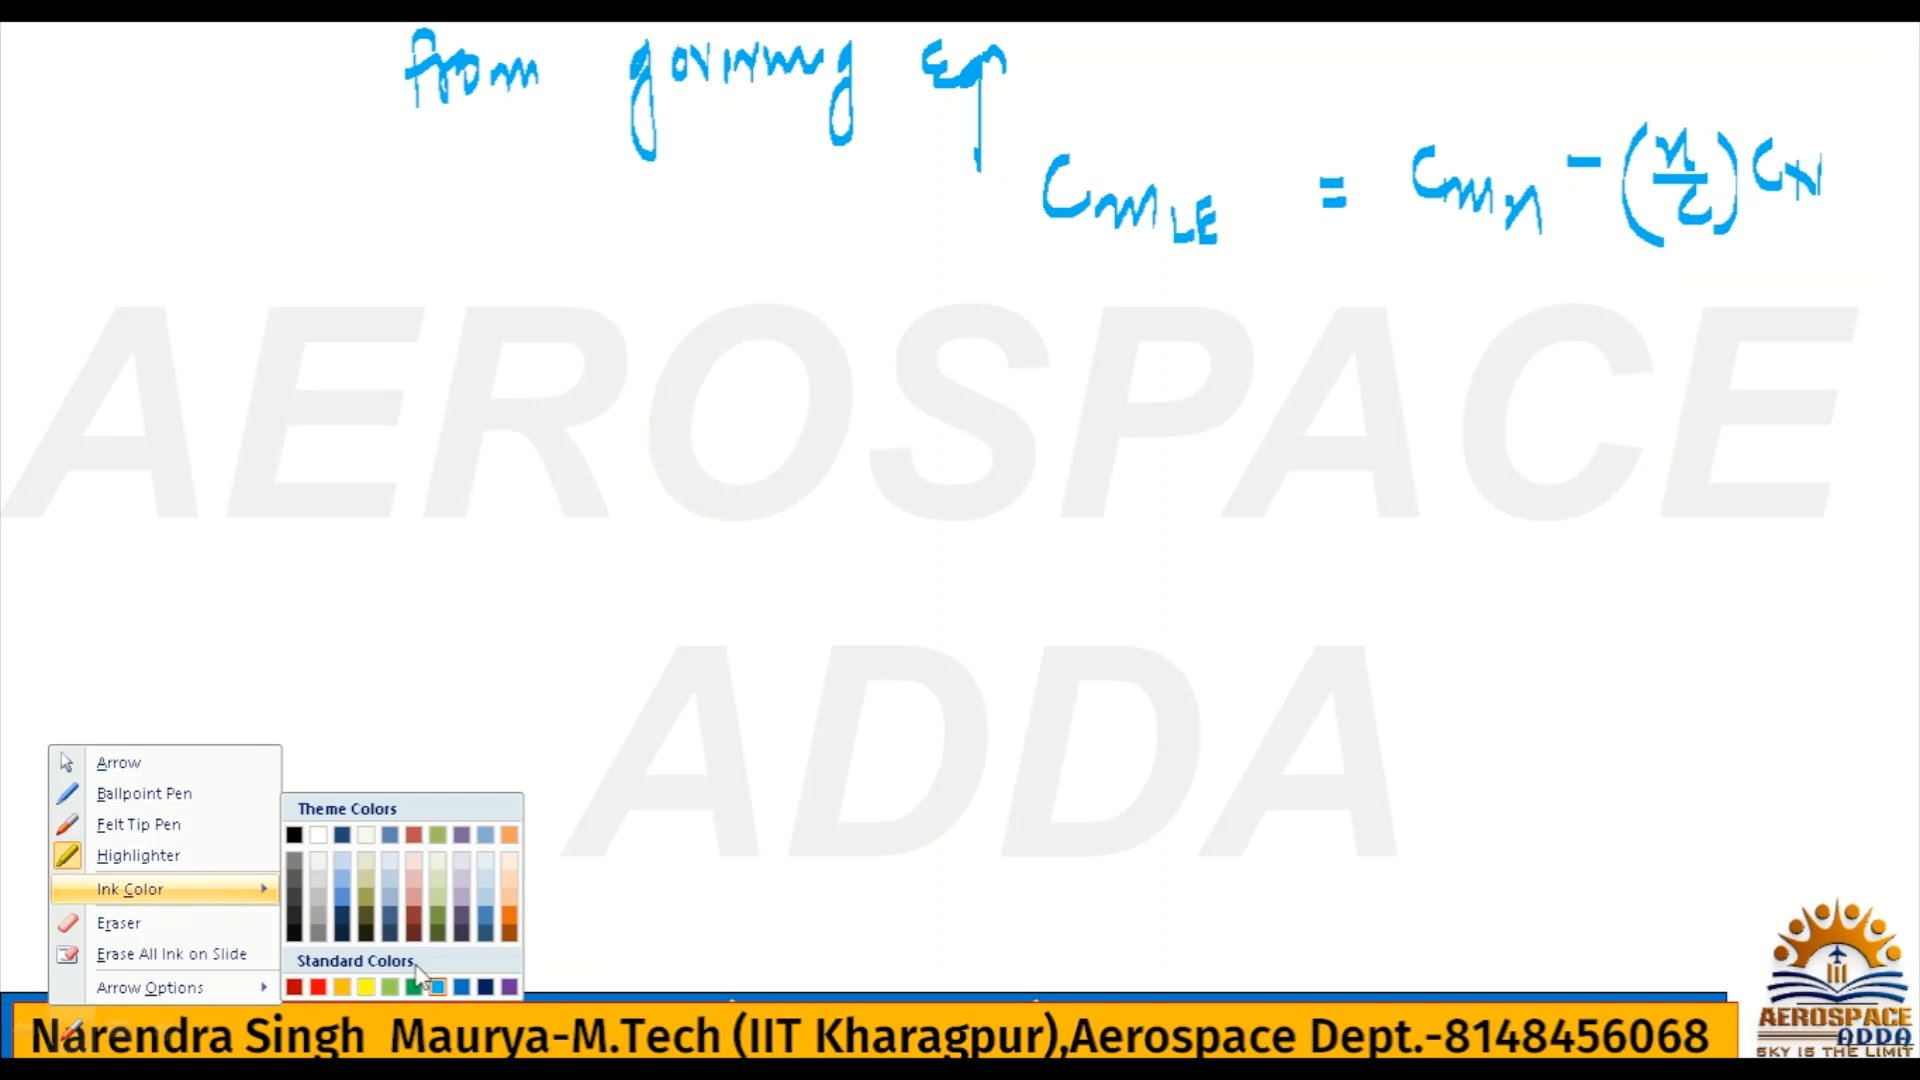 from governing Eqn
CmLE = Cmx - (x/c) CN
AEROSPACE
ADDA
Arrow
Ballpoint Pen
Felt Tip Pen
Highlighter
Ink Color
Eraser
Erase All Ink on Slide
Arrow Options
Theme Colors
Standard Colors
Narendra Singh Maurya-M.Tech (IIT Kharagpur),Aerospace Dept.-8148456068
AEROSPACE
ADDA
SKY IS THE LIMIT